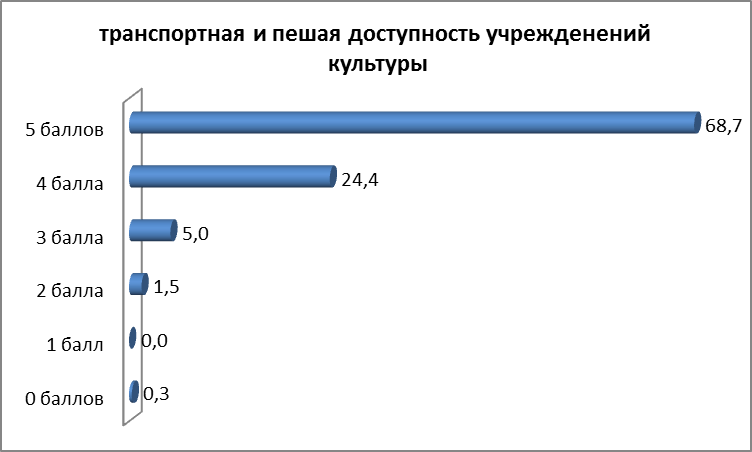 транспортная и пешая доступность учрежденений
культуры
5 баллов 68,7
4 балла 24,4
3 балла 5,0
2 балла 1,5
1 балл 0,0
0 баллов 0,3